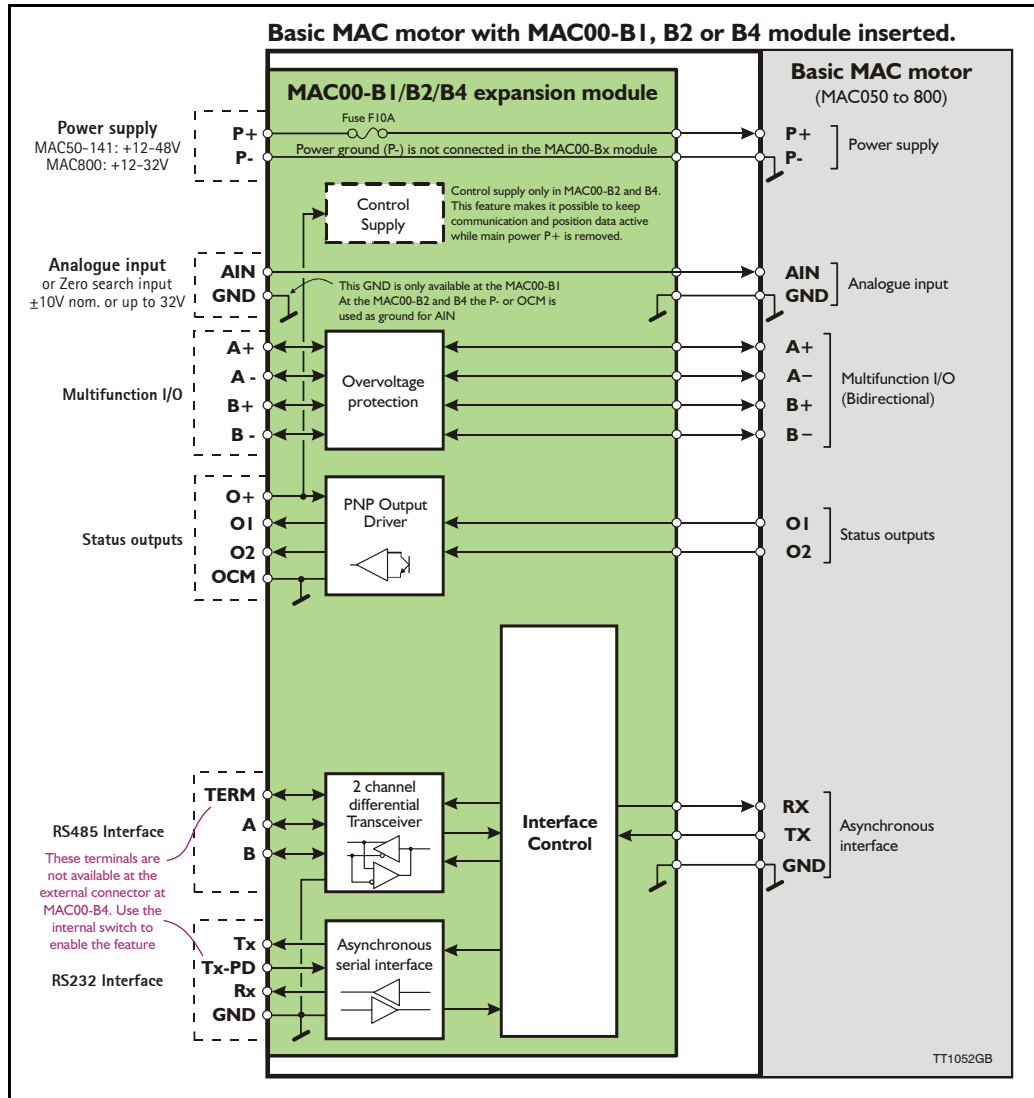 Basic MAC motor with MAC00-B1, B2 or B4 module inserted.
MAC00-B1/B2/B4 expansion module
Basic MAC motor
(MAC050 to 800)
Power supply
MAC50-141: +12-48V
MAC800: +12-32V
P+
P-
Fuse F10A
Power ground (P-) is not connected in the MAC00-Bx module
P+
P-
Power supply
Control
Supply
Control supply only in MAC00-B2 and B4.
This feature makes it possible to keep
communication and position data active
while main power P+ is removed.
Analogue input
or Zero search input
±10V nom. or up to 32V
AIN
GND
This GND is only available at the MAC00-B1
At the MAC00-B2 and B4 the P- or OCM is
used as ground for AIN
AIN
GND
Analogue input
Multifunction I/O
A+
A -
B+
B -
Overvoltage
protection
A+
A−
B+
B−
Multifunction I/O
(Bidirectional)
Status outputs
O+
O1
O2
OCM
PNP Output
Driver
O1
O2
Status outputs
RS485 Interface
TERM
A
B
2 channel
differential
Transceiver
Interface
Control
RX
TX
GND
Asynchronous
interface
These terminals are
not available at the
external connector at
MAC00-B4. Use the
internal switch to
enable the feature
RS232 Interface
Tx
Tx-PD
Rx
GND
Asynchronous
serial interface
TT1052GB